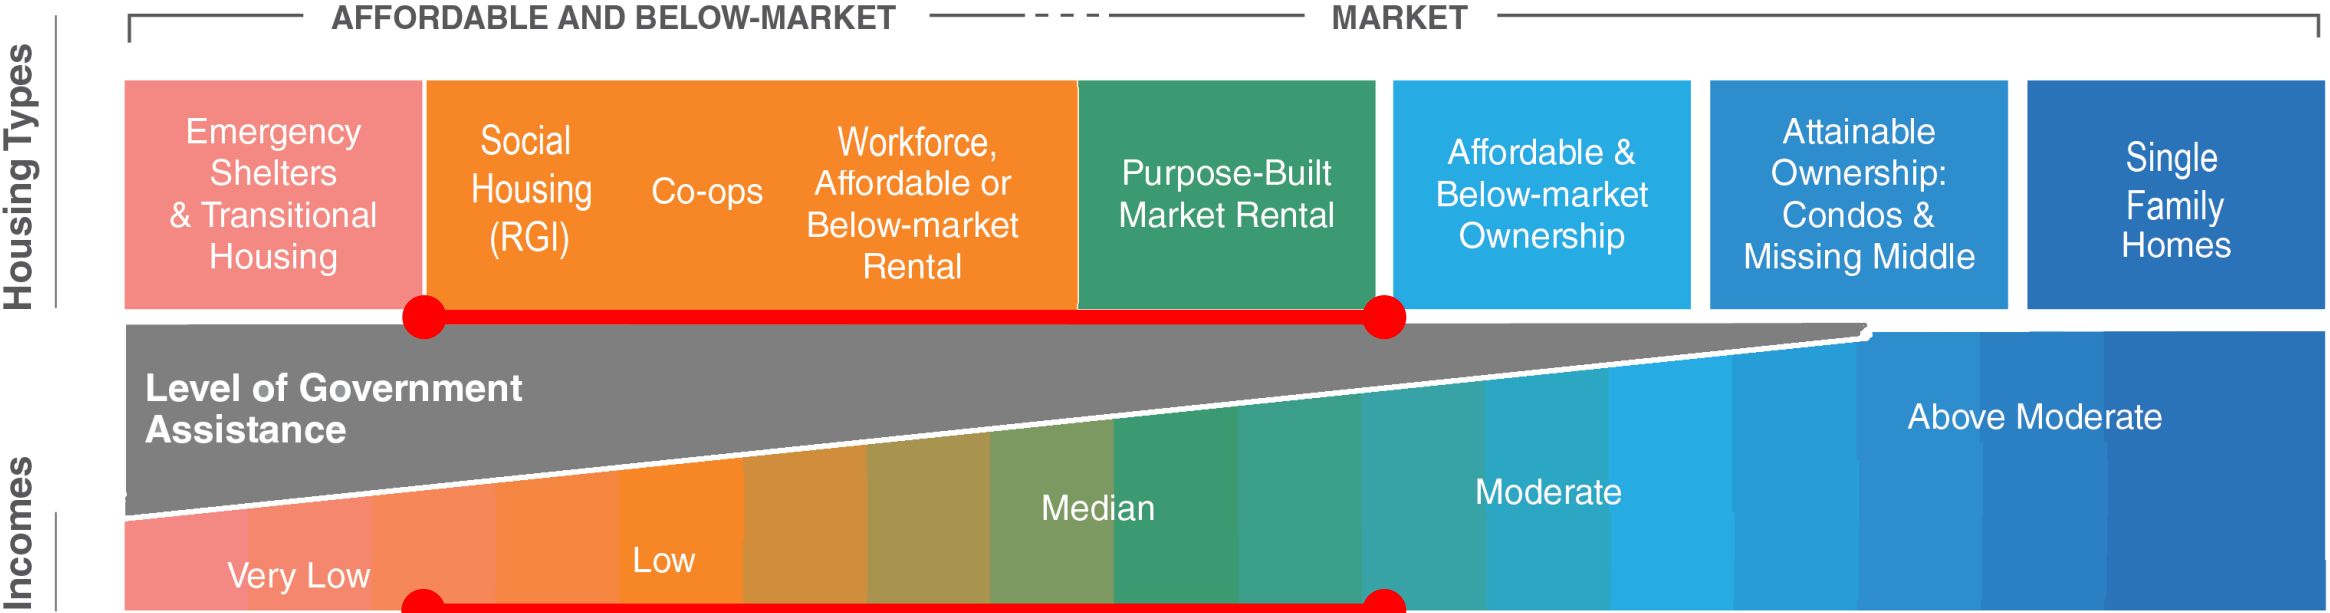 AFFORDABLE AND BELOW-MARKET
MARKET
Housing Types
Emergency
Shelters
& Transitional
Housing
Social
Housing
(RGI)
Co-ops
Workforce,
Affordable or
Below-market
Rental
Purpose-Built
Market Rental
Affordable &
Below-market
Ownership
Attainable
Ownership:
Condos &
Missing Middle
Single
Family
Homes
Level of Government
Assistance
Incomes
Very Low
Low
Median
Moderate
Above Moderate